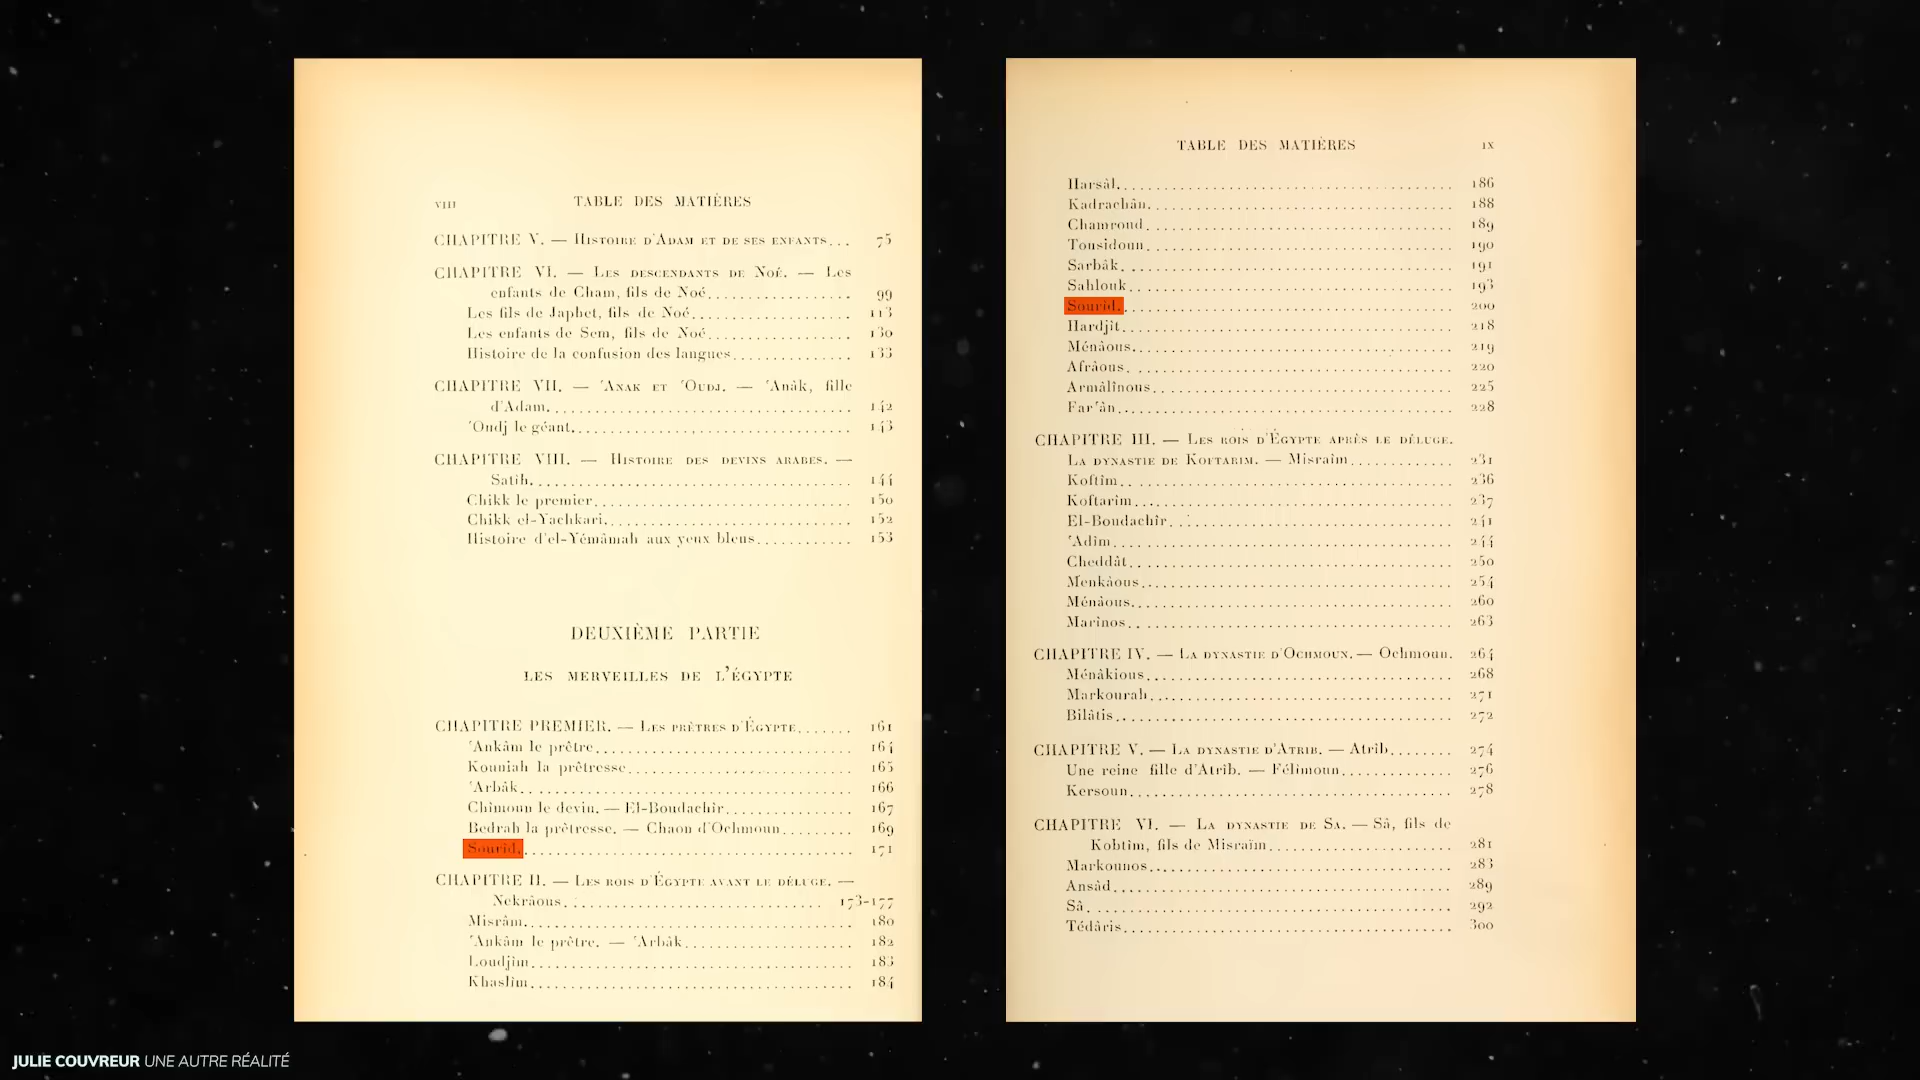 VIII TABLE DES MATIÈRES
CHAPITRE V. — Histoire d'Adam et de ses enfants... 75
CHAPITRE VI. — Les descendants de Noé. — Les
enfants de Cham, fils de Noé.................. 99
Les fils de Japhet, fils de Noé.................... 113
Les enfants de Sem, fils de Noé.................. 130
Histoire de la confusion des langues............... 133
CHAPITRE VII. — 'Anak et 'Oudj. — 'Anâk, fille
d'Adam...................................... 142
'Oudj le géant.................................... 143
CHAPITRE VIII. — Histoire des devins arabes. —
Satih........................................ 144
Chikk le premier................................. 150
Chikk el-Yachkari................................ 152
Histoire d'el-Yémâmah aux yeux bleus............ 153
DEUXIÈME PARTIE
LES MERVEILLES DE L'ÉGYPTE
CHAPITRE PREMIER. — Les prêtres d'Égypte....... 161
'Ankâm le prêtre................................. 164
Kouniah la prêtresse............................. 165
'Arbâk.......................................... 166
Chimoun le devin. — El-Boudachîr................ 167
Bedrah la prêtresse. — Chaon d'Ochmoun.......... 169
Sourîd.......................................... 171
CHAPITRE II. — Les rois d'Égypte avant le déluge. —
Nekrâous.................................. 173-177
Misrâm.......................................... 180
'Ankâm le prêtre. — 'Arbâk...................... 182
Loudjîm......................................... 183
Khaslîm......................................... 184
TABLE DES MATIÈRES IX
Harsâl.......................................... 186
Kadrachân....................................... 188
Chamroud........................................ 189
Tousidoun....................................... 190
Sarbâk.......................................... 191
Sahlouk......................................... 193
Sourîd.......................................... 200
Hardjît......................................... 218
Ménâous......................................... 219
Afrâous......................................... 220
Armâlînous...................................... 225
Far'ân.......................................... 228
CHAPITRE III. — Les rois d'Égypte après le déluge.
La dynastie de Koftarim. — Misraïm............. 231
Koftîm.......................................... 236
Koftarîm........................................ 237
El-Boudachîr.................................... 241
'Adîm........................................... 244
Cheddât......................................... 250
Menkâous........................................ 254
Ménâous......................................... 260
Marinos......................................... 263
CHAPITRE IV. — La dynastie d'Ochmoun. — Ochmoun. 264
Ménâkious....................................... 268
Markourah....................................... 271
Bilâtis......................................... 272
CHAPITRE V. — La dynastie d'Atrib. — Atrîb........ 274
Une reine fille d'Atrîb. — Félimoun.............. 276
Kersoun......................................... 278
CHAPITRE VI. — La dynastie de Sa. — Sâ, fils de
Kobtîm, fils de Misraïm....................... 281
Markounos....................................... 283
Ansâd........................................... 289
Sâ.............................................. 292
Tédâris......................................... 300
JULIE COUVREUR UNE AUTRE RÉALITÉ